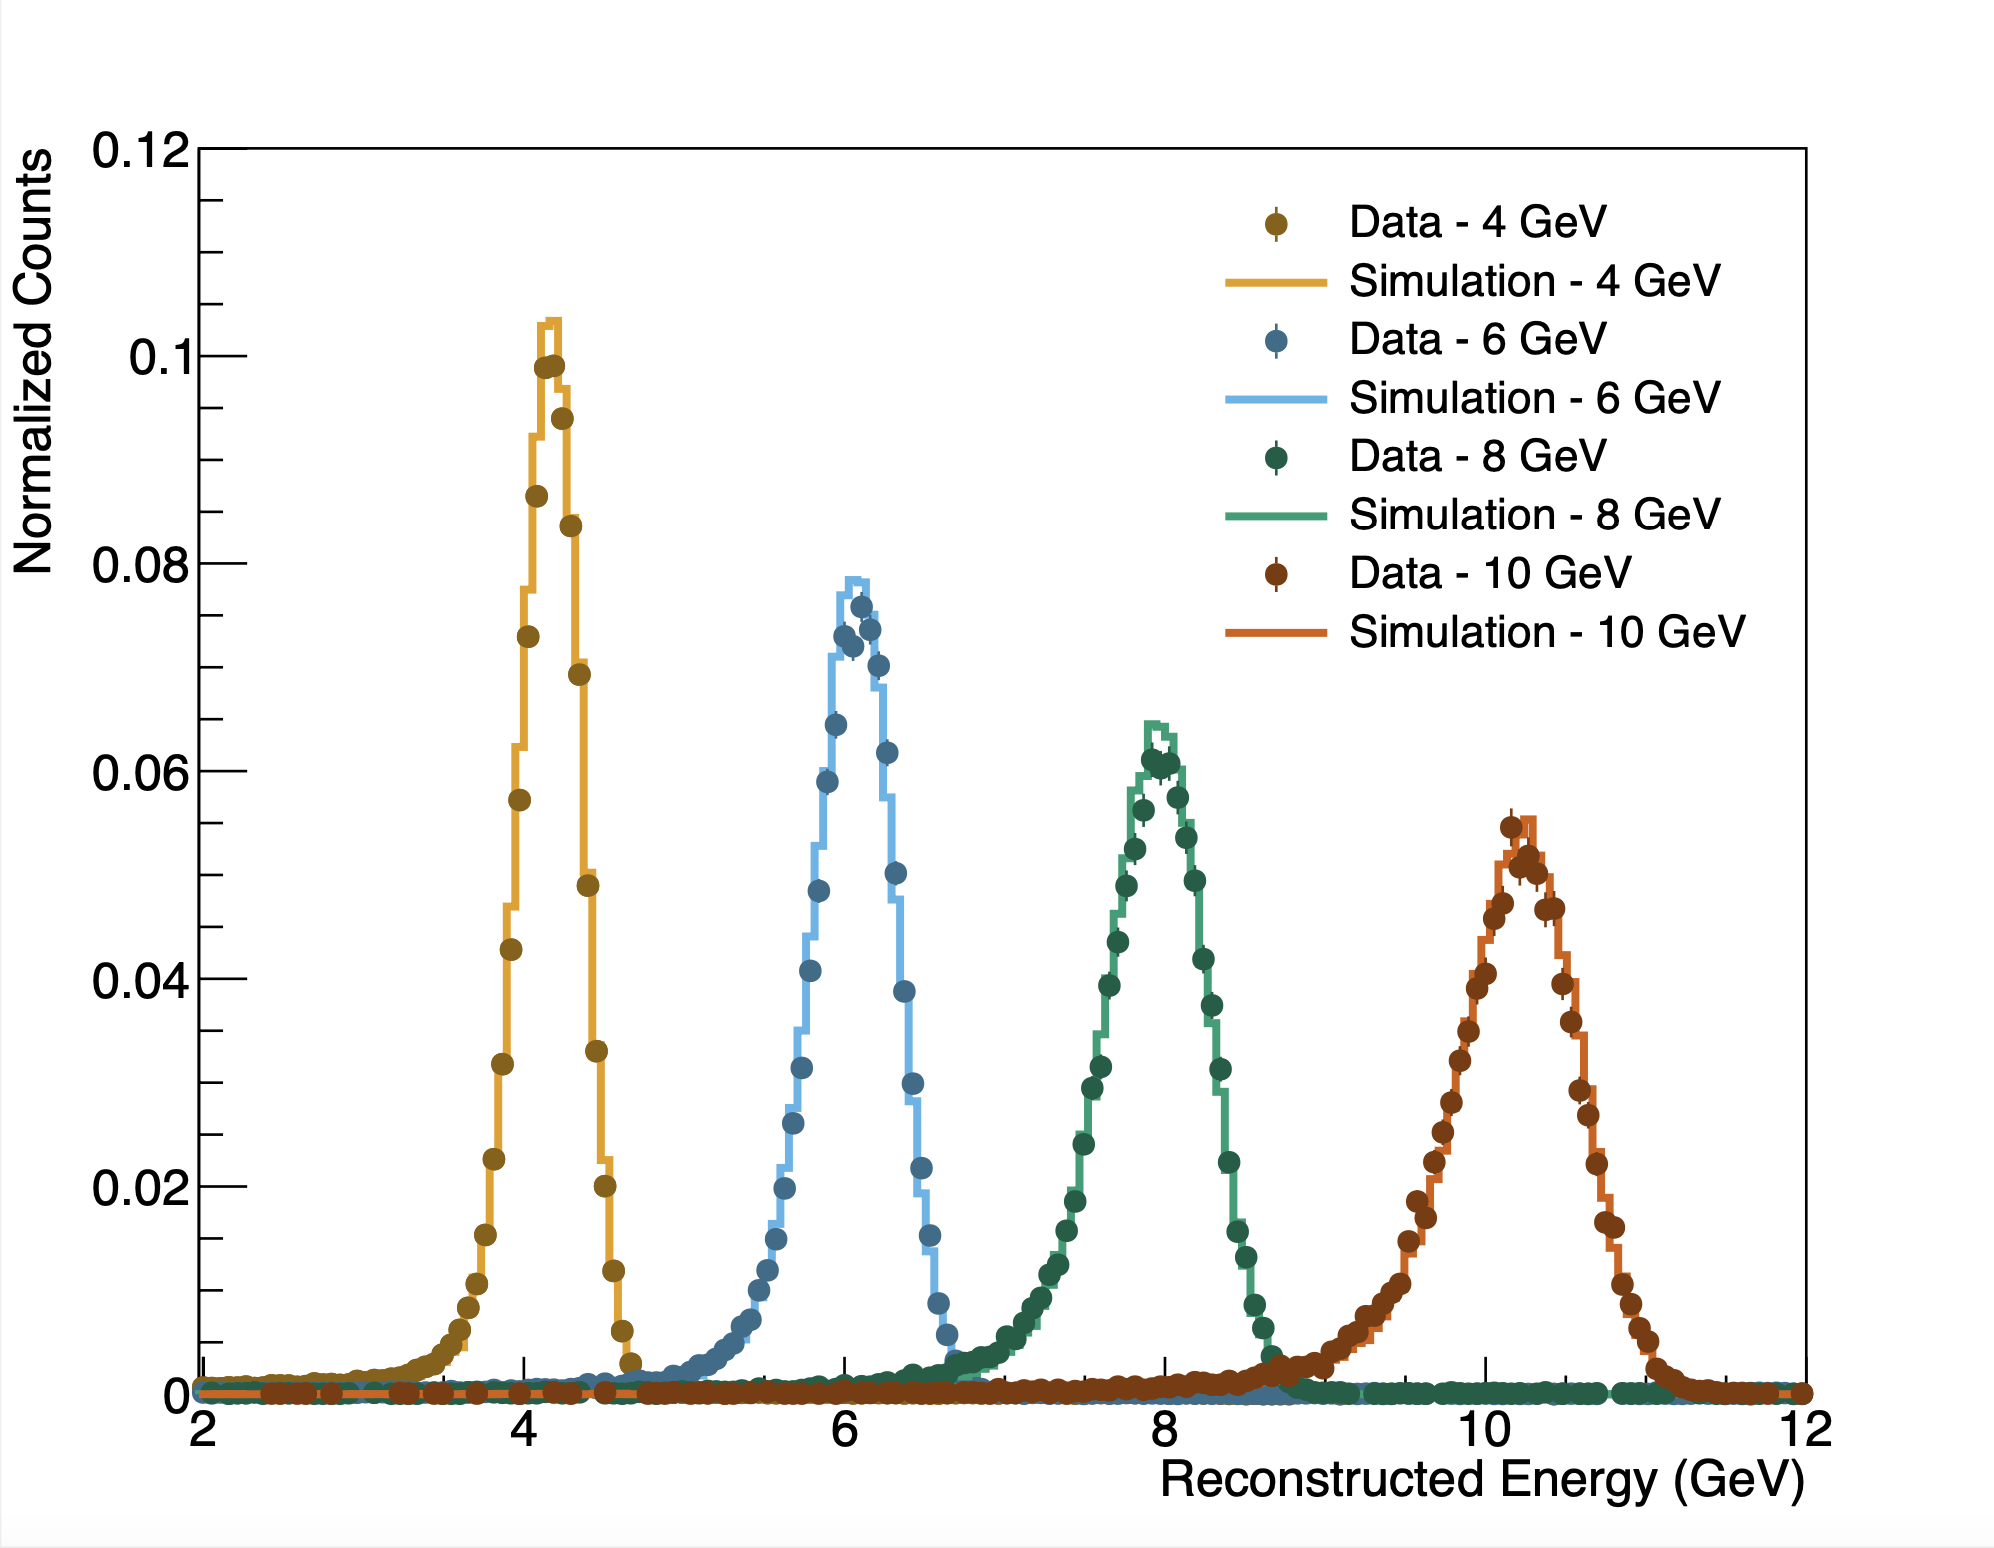 Normalized Counts
0.12
0.1
0.08
0.06
0.04
0.02
0
Data - 4 GeV
Simulation - 4 GeV
Data - 6 GeV
Simulation - 6 GeV
Data - 8 GeV
Simulation - 8 GeV
Data - 10 GeV
Simulation - 10 GeV
2 4 6 8 10 12
Reconstructed Energy (GeV)